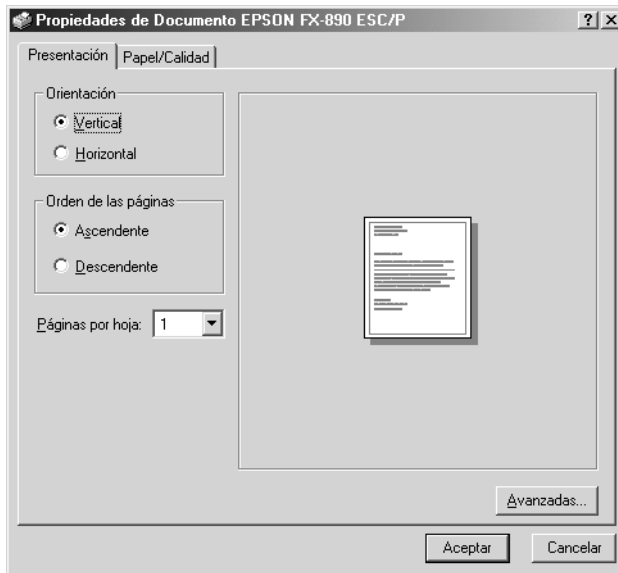 Propiedades de Documento EPSON FX-890 ESC/P
Presentación Papel/Calidad
Orientación
Vertical
Horizontal
Orden de las páginas
Ascendente
Descendente
Páginas por hoja: 1
Avanzadas...
Aceptar Cancelar